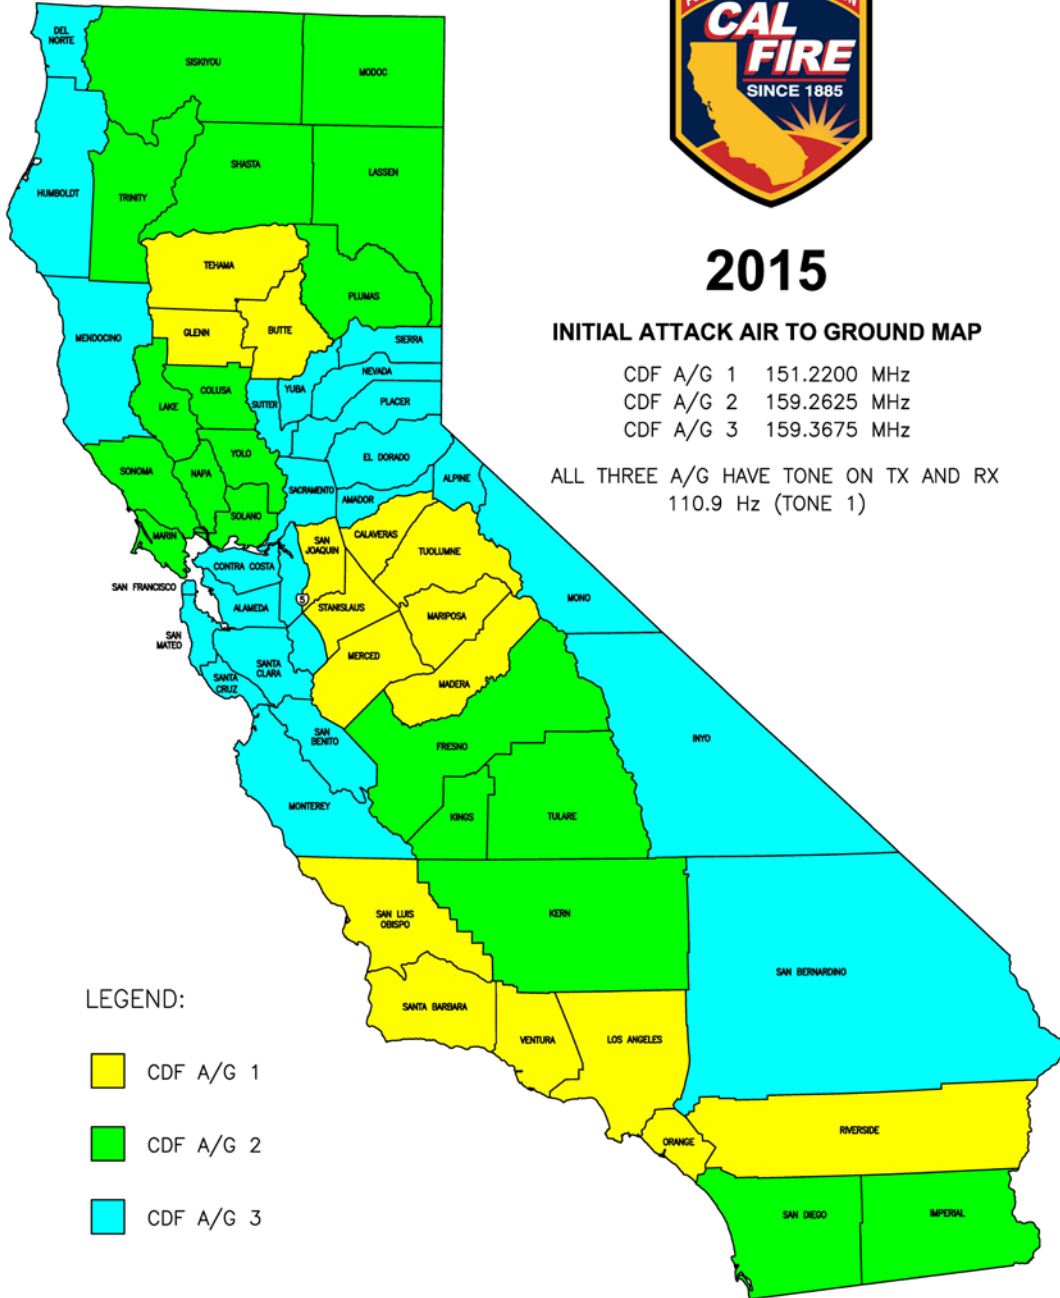 CAL
FIRE
SINCE 1885
2015
INITIAL ATTACK AIR TO GROUND MAP
CDF A/G 1 151.2200 MHz
CDF A/G 2 159.2625 MHz
CDF A/G 3 159.3675 MHz
ALL THREE A/G HAVE TONE ON TX AND RX
110.9 Hz (TONE 1)
DEL
NORTE
SISKIYOU
MODOC
HUMBOLDT
TRINITY
SHASTA
LASSEN
TEHAMA
PLUMAS
MENDOCINO
GLENN
BUTTE
SIERRA
NEVADA
YUBA
PLACER
COLUSA
LAKE
SUTTER
YOLO
EL DORADO
SONOMA
NAPA
SACRAMENTO
AMADOR
ALPINE
SOLANO
MARIN
SAN
JOAQUIN
CALAVERAS
TUOLUMNE
CONTRA COSTA
SAN FRANCISCO
5
ALAMEDA
STANISLAUS
MONO
MARIPOSA
SAN
MATEO
SANTA
CLARA
MERCED
SANTA
CRUZ
MADERA
SAN
BENITO
FRESNO
INYO
MONTEREY
KINGS
TULARE
SAN LUIS
OBISPO
KERN
SAN BERNARDINO
SANTA BARBARA
VENTURA
LOS ANGELES
ORANGE
RIVERSIDE
SAN DIEGO
IMPERIAL
LEGEND:
CDF A/G 1
CDF A/G 2
CDF A/G 3